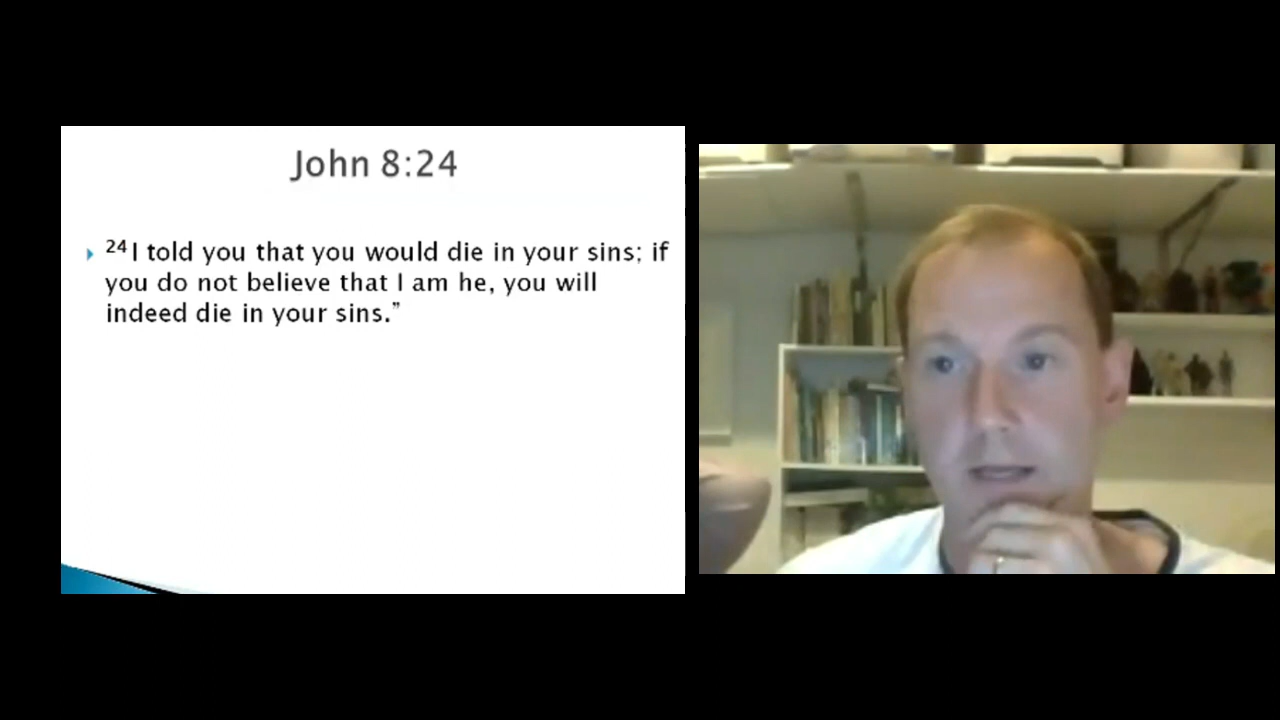 John 8:24
24 I told you that you would die in your sins; if
you do not believe that I am he, you will
indeed die in your sins.”